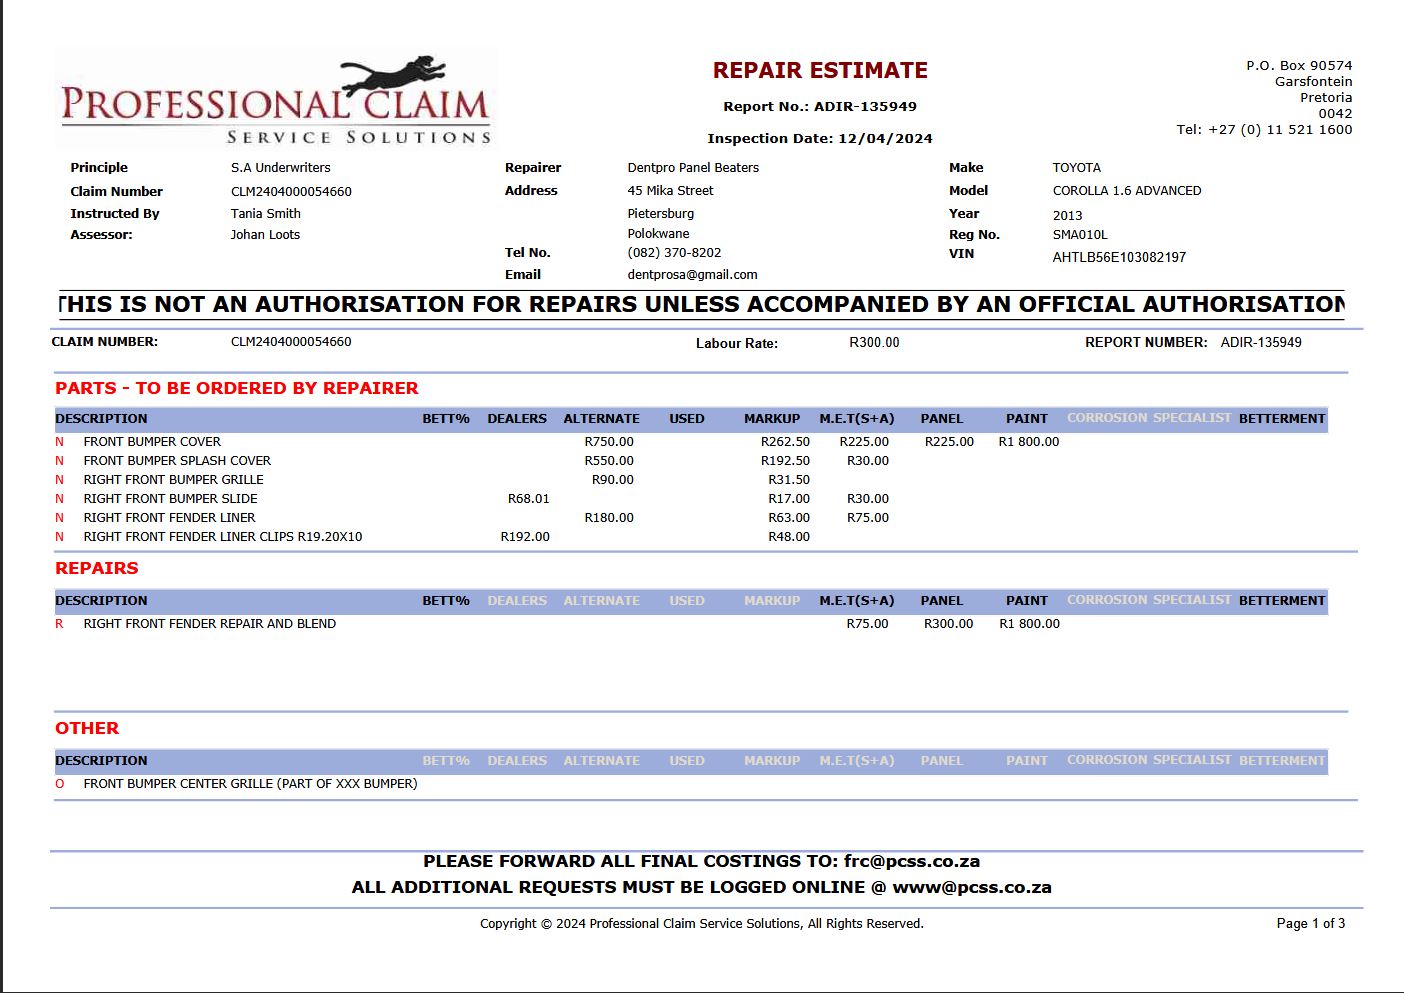 PROFESSIONAL CLAIM
SERVICE SOLUTIONS
REPAIR ESTIMATE
Report No.: ADIR-135949
Inspection Date: 12/04/2024
P.O. Box 90574
Garsfontein
Pretoria
0042
Tel: +27 (0) 11 521 1600
Principle S.A Underwriters Repairer Dentpro Panel Beaters Make TOYOTA
Claim Number CLM2404000054660 Address 45 Mika Street Model COROLLA 1.6 ADVANCED
Instructed By Tania Smith Pietersburg Year 2013
Assessor: Johan Loots Polokwane Reg No. SMA010L
Tel No. (082) 370-8202 VIN AHTLB56E103082197
Email dentprosa@gmail.com
THIS IS NOT AN AUTHORISATION FOR REPAIRS UNLESS ACCOMPANIED BY AN OFFICIAL AUTHORISATION
CLAIM NUMBER: CLM2404000054660 Labour Rate: R300.00 REPORT NUMBER: ADIR-135949
PARTS - TO BE ORDERED BY REPAIRER
DESCRIPTION BETT% DEALERS ALTERNATE USED MARKUP M.E.T(S+A) PANEL PAINT CORROSION SPECIALIST BETTERMENT
N FRONT BUMPER COVER R750.00 R262.50 R225.00 R225.00 R1 800.00
N FRONT BUMPER SPLASH COVER R550.00 R192.50 R30.00
N RIGHT FRONT BUMPER GRILLE R90.00 R31.50
N RIGHT FRONT BUMPER SLIDE R68.01 R17.00 R30.00
N RIGHT FRONT FENDER LINER R180.00 R63.00 R75.00
N RIGHT FRONT FENDER LINER CLIPS R19.20X10 R192.00 R48.00
REPAIRS
DESCRIPTION BETT% DEALERS ALTERNATE USED MARKUP M.E.T(S+A) PANEL PAINT CORROSION SPECIALIST BETTERMENT
R RIGHT FRONT FENDER REPAIR AND BLEND R75.00 R300.00 R1 800.00
OTHER
DESCRIPTION BETT% DEALERS ALTERNATE USED MARKUP M.E.T(S+A) PANEL PAINT CORROSION SPECIALIST BETTERMENT
O FRONT BUMPER CENTER GRILLE (PART OF XXX BUMPER)
PLEASE FORWARD ALL FINAL COSTINGS TO: frc@pcss.co.za
ALL ADDITIONAL REQUESTS MUST BE LOGGED ONLINE @ www@pcss.co.za
Copyright © 2024 Professional Claim Service Solutions, All Rights Reserved. Page 1 of 3